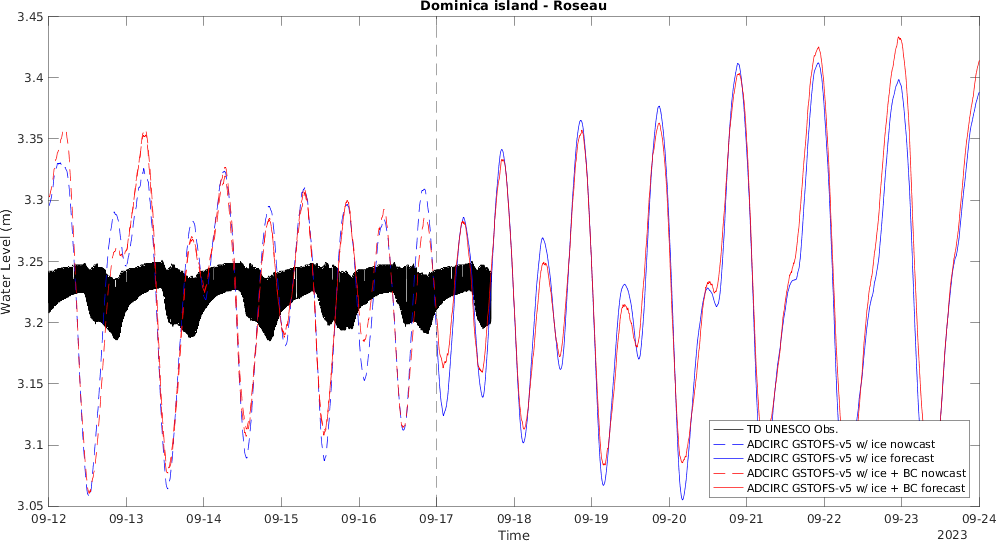 Dominica island - Roseau
3.45
3.4
3.35
3.3
3.25
3.2
3.15
3.1
3.05
Water Level (m)
TD UNESCO Obs.
ADCIRC GSTOFS-v5 w/ ice nowcast
ADCIRC GSTOFS-v5 w/ ice forecast
ADCIRC GSTOFS-v5 w/ ice + BC nowcast
ADCIRC GSTOFS-v5 w/ ice + BC forecast
09-12 09-13 09-14 09-15 09-16 09-17 09-18 09-19 09-20 09-21 09-22 09-23 09-24
Time
2023